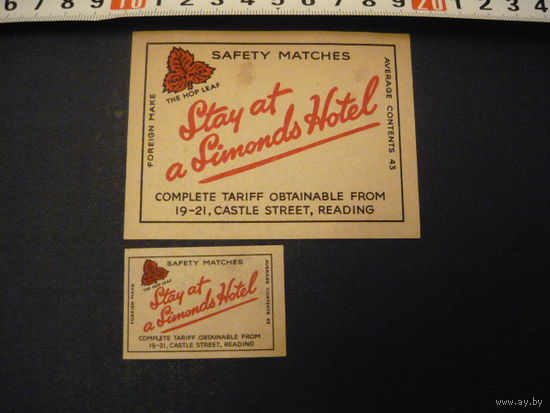 6 7 8 9 10 1 2 3 4 5 6 7 8 9 20 1 2 3 4
SAFETY MATCHES
THE HOP LEAF
FOREIGN MAKE
AVERAGE CONTENTS 43
Stay at
a Simonds Hotel
COMPLETE TARIFF OBTAINABLE FROM
19-21, CASTLE STREET, READING
SAFETY MATCHES
THE HOP LEAF
FOREIGN MAKE
AVERAGE CONTENTS 43
Stay at
a Simonds Hotel
COMPLETE TARIFF OBTAINABLE FROM
19-21, CASTLE STREET, READING
www.ay.by